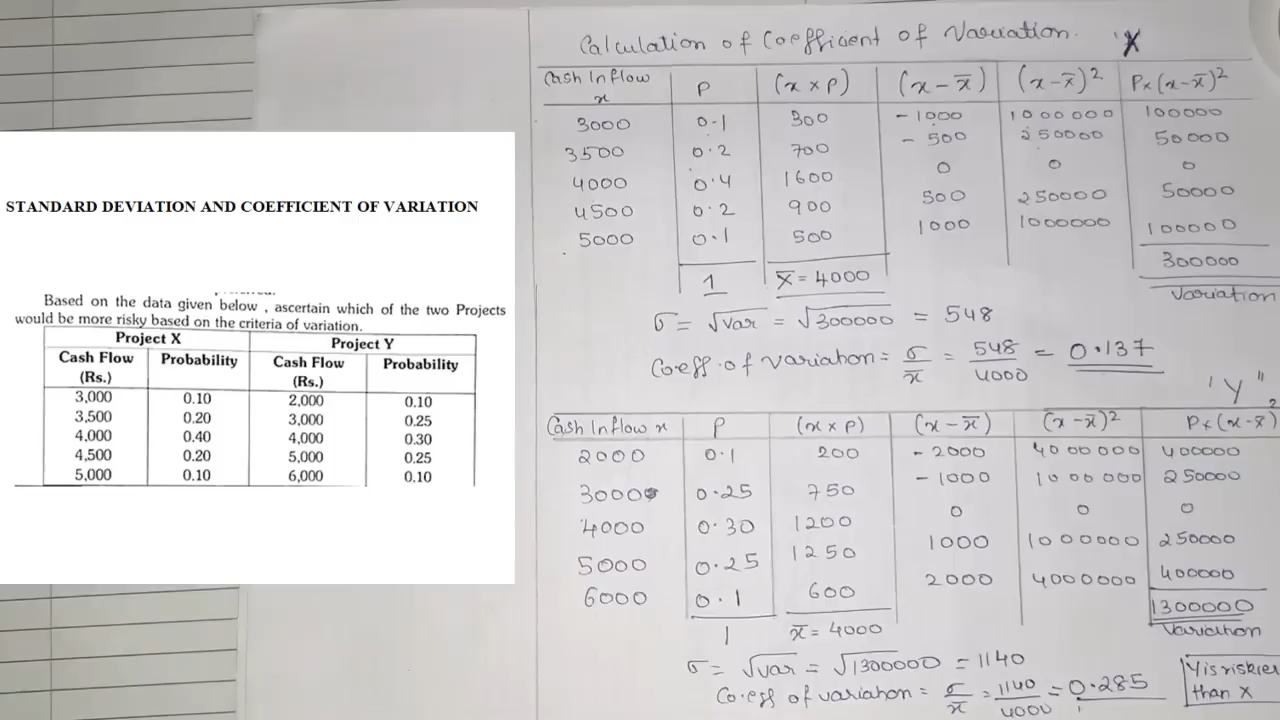 STANDARD DEVIATION AND COEFFICIENT OF VARIATION
Based on the data given below , ascertain which of the two Projects
would be more risky based on the criteria of variation.
Project X Project Y
Cash Flow (Rs.) Probability Cash Flow (Rs.) Probability
3,000 0.10 2,000 0.10
3,500 0.20 3,000 0.25
4,000 0.40 4,000 0.30
4,500 0.20 5,000 0.25
5,000 0.10 6,000 0.10
Calculation of Coefficient of Variation. 'X
Cash Inflow x P (x × P) (x - x̄) (x - x̄)² P× (x - x̄)²
3000 0.1 300 - 1000 1000000 100000
3500 0.2 700 - 500 250000 50000
4000 0.4 1600 0 0 0
4500 0.2 900 500 250000 50000
5000 0.1 500 1000 1000000 100000
1 x̄ = 4000 300000
Variation
σ = √var = √300000 = 548
Coeff. of Variation = σ/x̄ = 548/4000 = 0.137
'Y"
Cash Inflow x P (x × P) (x - x̄) (x - x̄)² P× (x - x̄)²
2000 0.1 200 - 2000 4000000 400000
3000 0.25 750 - 1000 1000000 250000
4000 0.30 1200 0 0 0
5000 0.25 1250 1000 1000000 250000
6000 0.1 600 2000 4000000 400000
1 x̄ = 4000 1300000
Variation
σ = √var = √1300000 = 1140
Co.eff of variation = σ/x̄ = 1140/4000 = 0.285
Y is riskier
than X